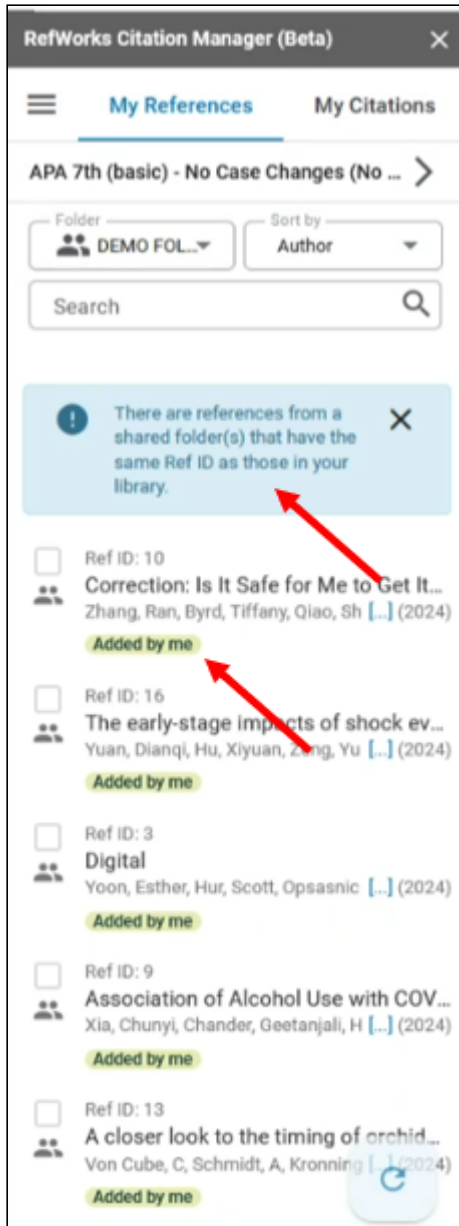 RefWorks Citation Manager (Beta)
My References My Citations
APA 7th (basic) - No Case Changes (No ...
Folder Sort by
DEMO FOL... Author
Search
There are references from a
shared folder(s) that have the
same Ref ID as those in your
library.
Ref ID: 10
Correction: Is It Safe for Me to Get It...
Zhang, Ran, Byrd, Tiffany, Qiao, Sh [...] (2024)
Added by me
Ref ID: 16
The early-stage impacts of shock ev...
Yuan, Dianqi, Hu, Xiyuan, Zeng, Yu [...] (2024)
Added by me
Ref ID: 3
Digital
Yoon, Esther, Hur, Scott, Opsasnic [...] (2024)
Added by me
Ref ID: 9
Association of Alcohol Use with COV...
Xia, Chunyi, Chander, Geetanjali, H [...] (2024)
Added by me
Ref ID: 13
A closer look to the timing of orchid...
Von Cube, C, Schmidt, A, Kronning [...] (2024)
Added by me